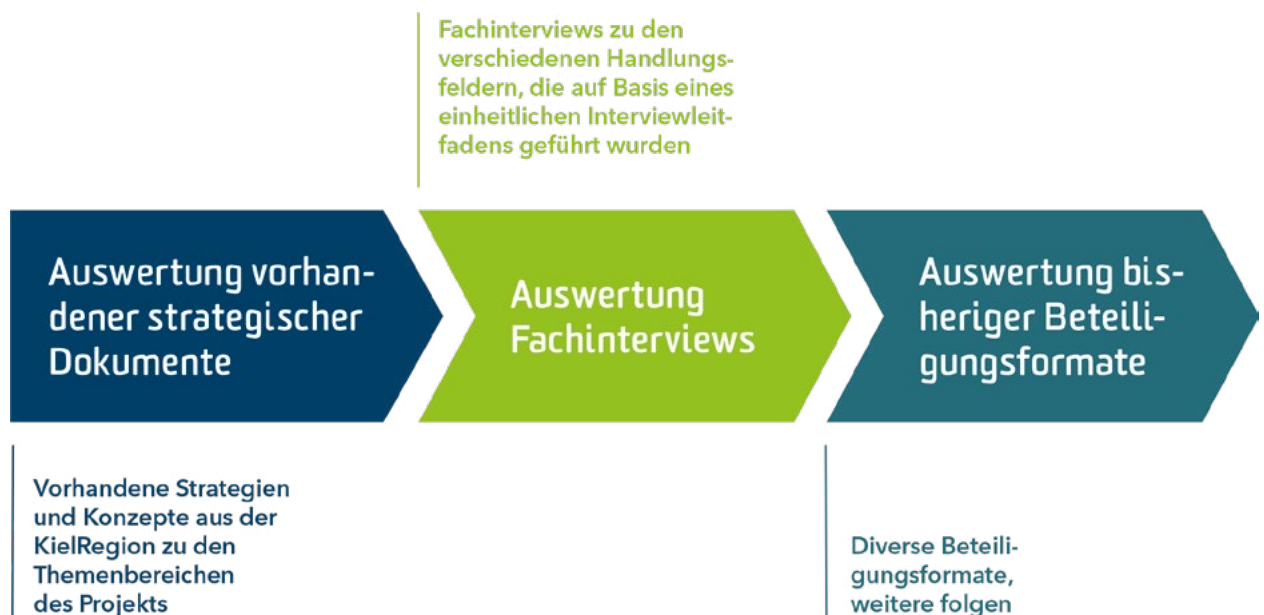 Fachinterviews zu den
verschiedenen Handlungs-
feldern, die auf Basis eines
einheitlichen Interviewleit-
fadens geführt wurden
Auswertung vorhan-
dener strategischer
Dokumente
Auswertung
Fachinterviews
Auswertung bis-
heriger Beteili-
gungsformate
Vorhandene Strategien
und Konzepte aus der
KielRegion zu den
Themenbereichen
des Projekts
Diverse Beteili-
gungsformate,
weitere folgen